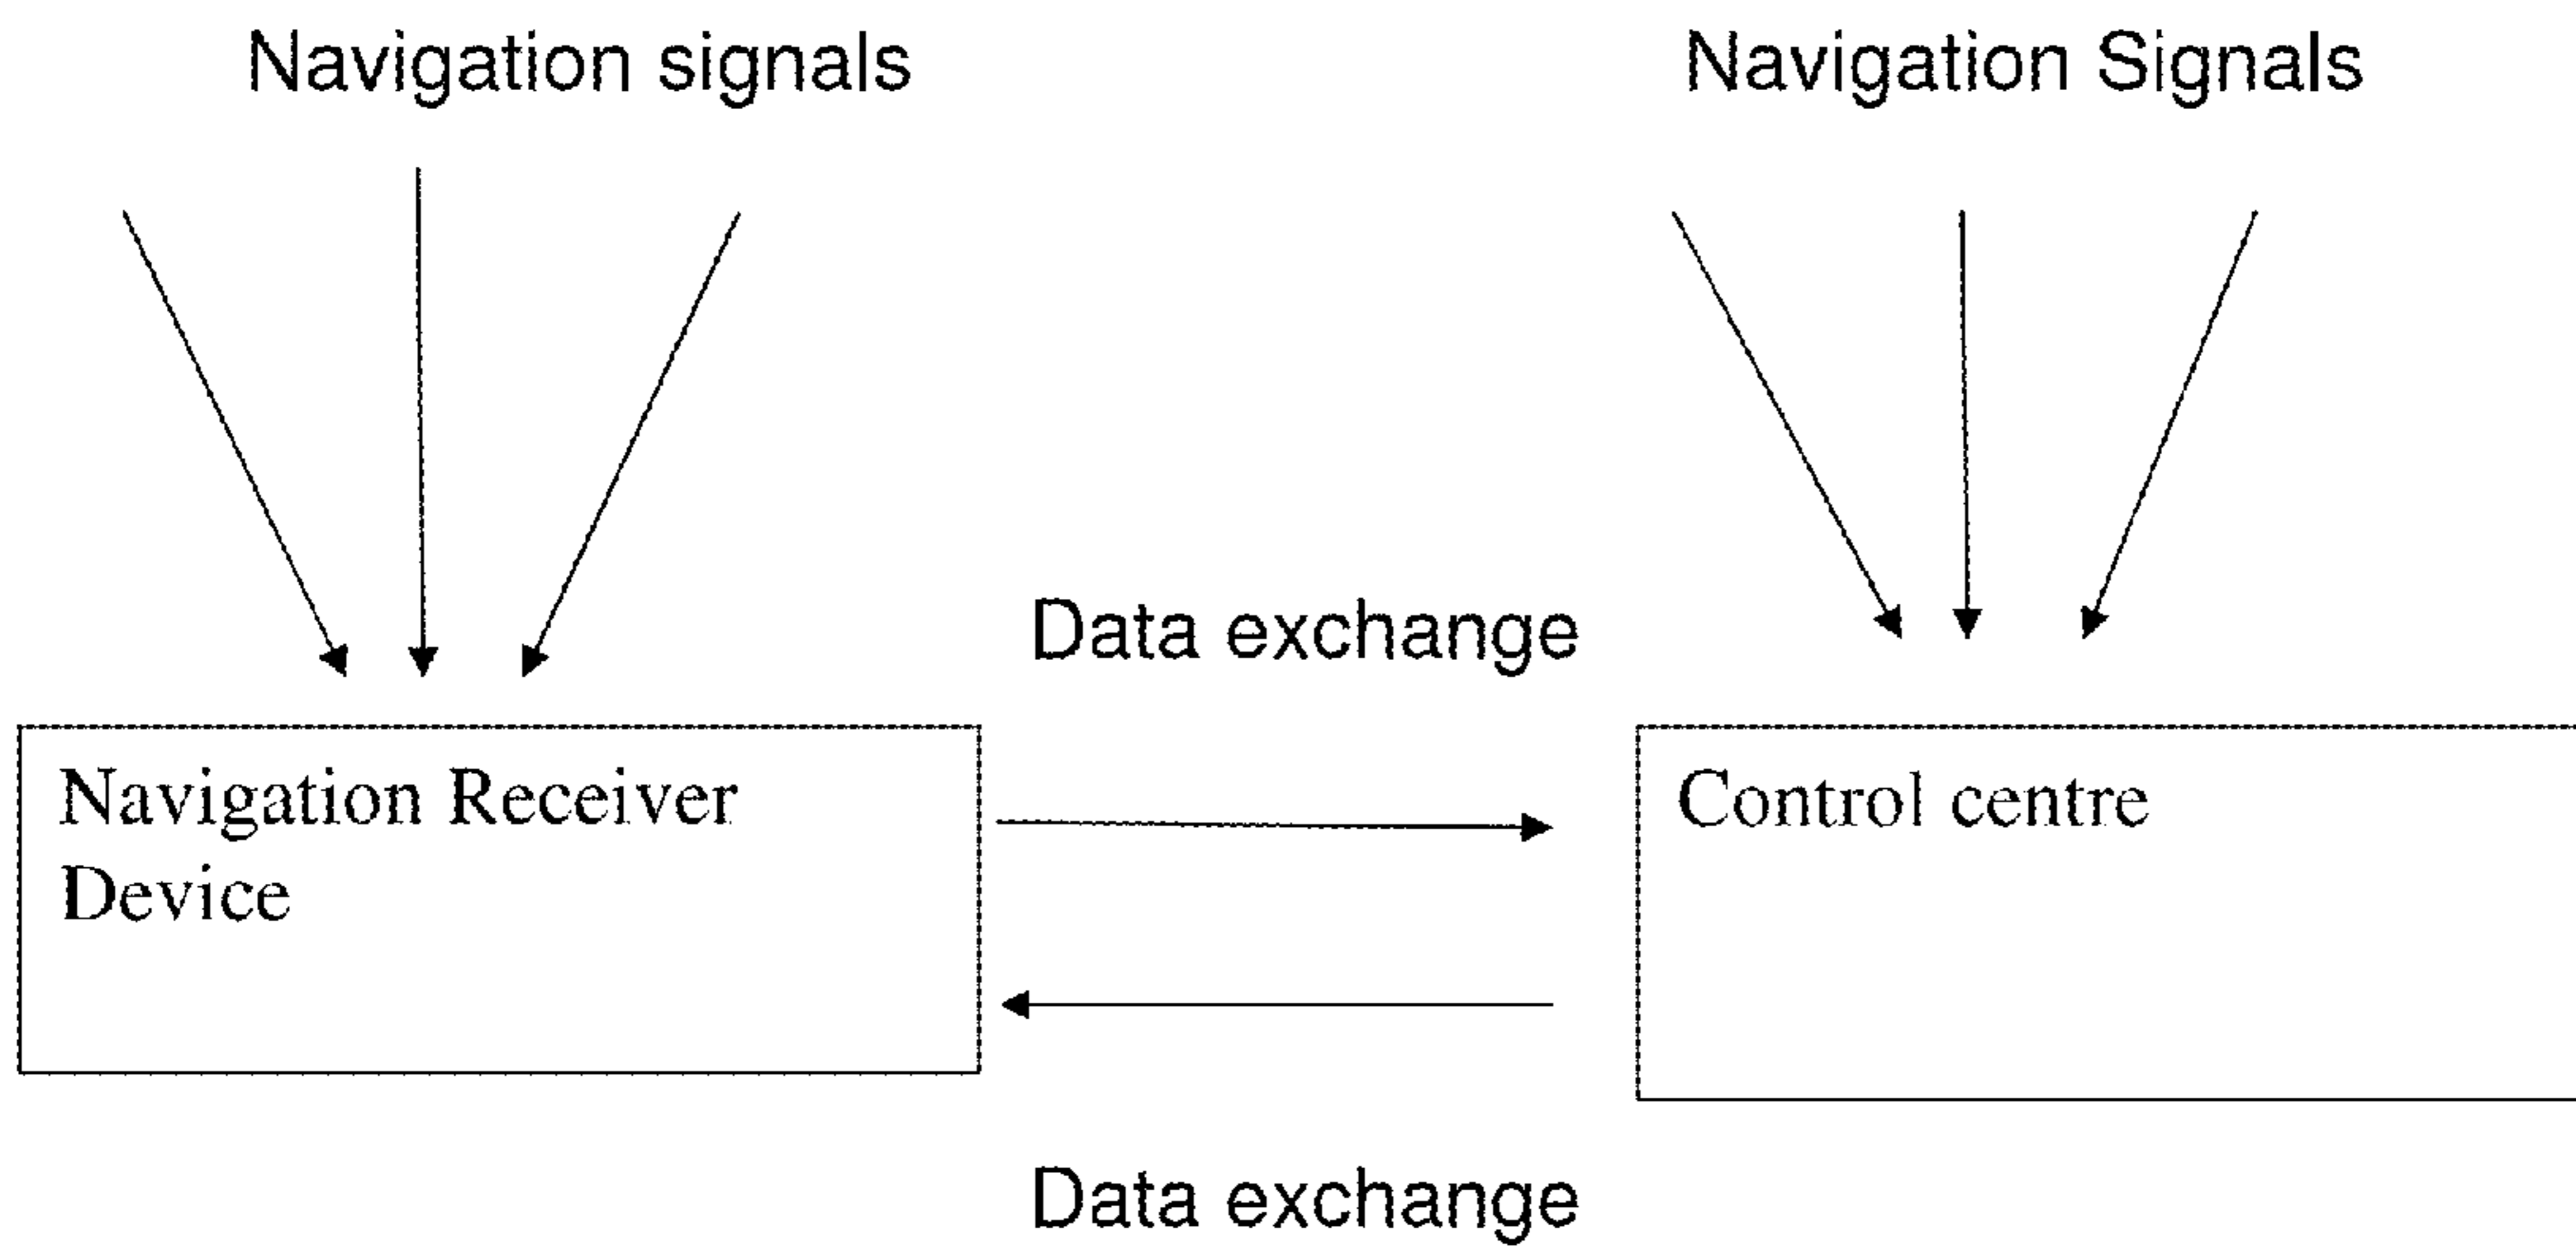 Navigation signals
Navigation Signals
Data exchange
Navigation Receiver
Device
Control centre
Data exchange